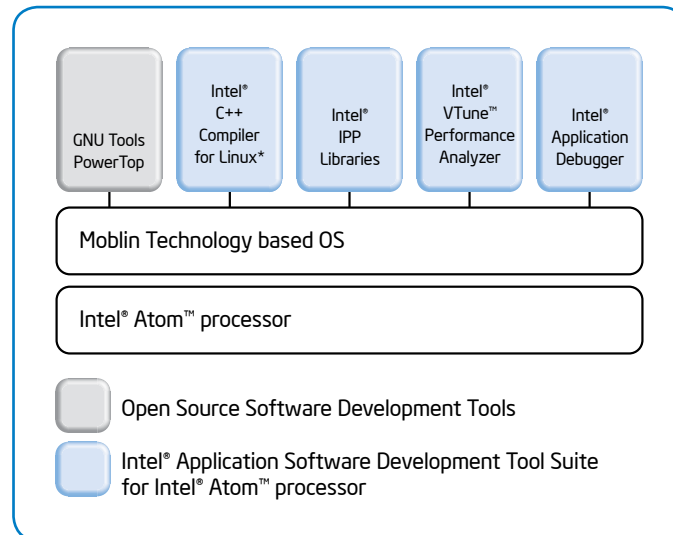 GNU Tools
PowerTop
Intel®
C++
Compiler
for Linux*
Intel®
IPP
Libraries
Intel®
VTune™
Performance
Analyzer
Intel®
Application
Debugger
Moblin Technology based OS
Intel® Atom™ processor
Open Source Software Development Tools
Intel® Application Software Development Tool Suite
for Intel® Atom™ processor